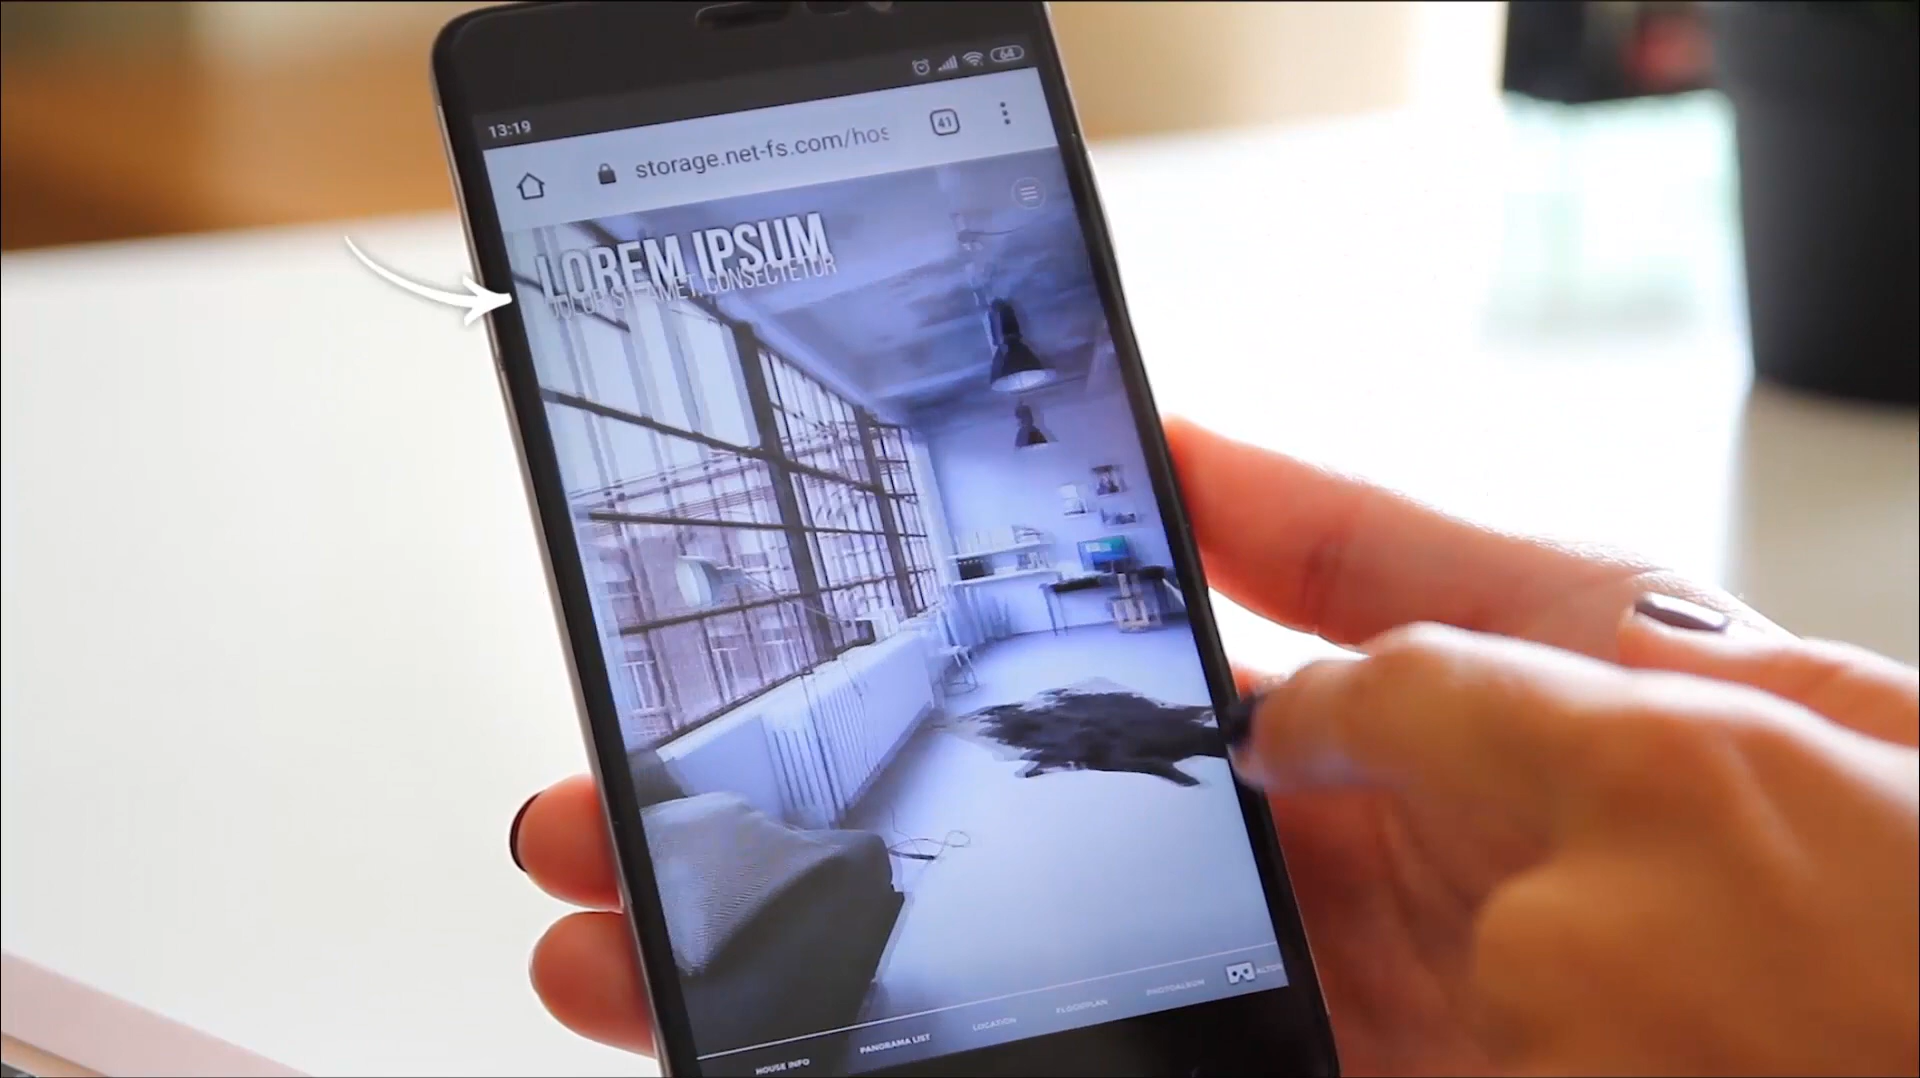 64
13:19
41
storage.net-fs.com/hos
LOREM IPSUM
DOLOR SIT AMET, CONSECTETUR
HOUSE INFO
PANORAMA LIST
LOCATION
FLOORPLAN
PHOTOALBUM